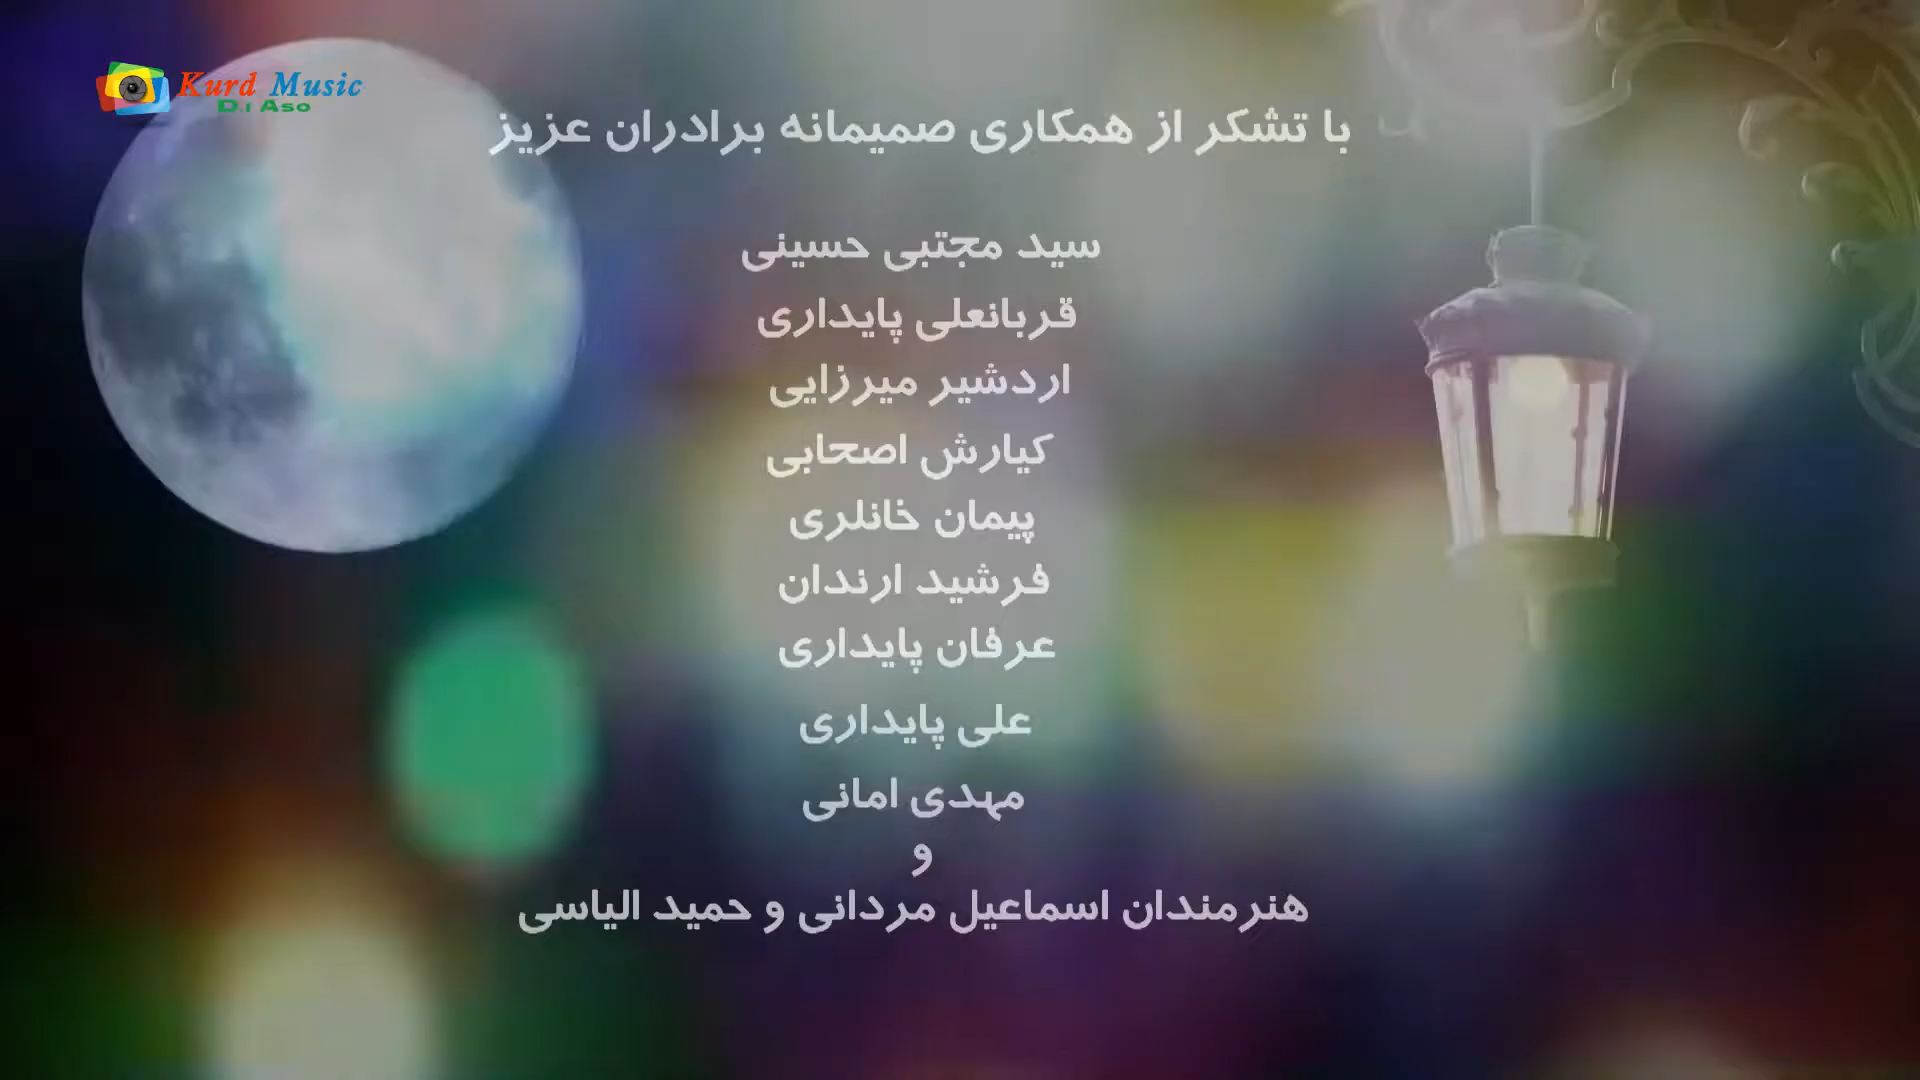 Kurd Music
D.i Aso
با تشکر از همکاری صمیمانه برادران عزیز
سید مجتبی حسینی
قربانعلی پایداری
اردشیر میرزایی
کیارش اصحابی
پیمان خانلری
فرشید ارندان
عرفان پایداری
علی پایداری
مهدی امانی
و
هنرمندان اسماعیل مردانی و حمید الیاسی